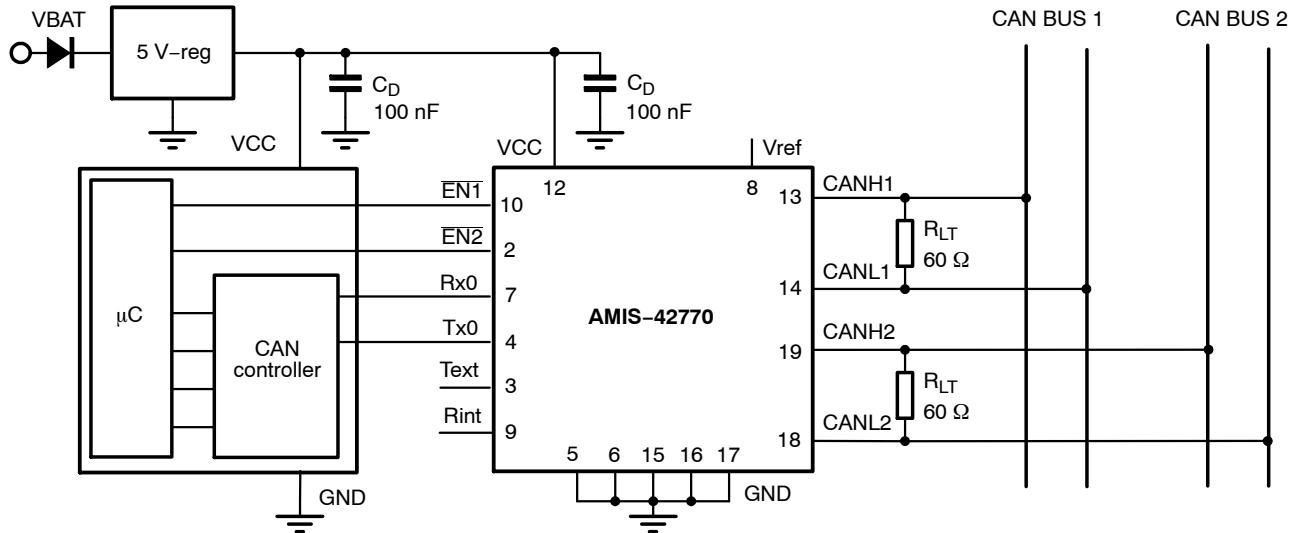 VBAT
5 V–reg
CAN BUS 1
CAN BUS 2
C_D
100 nF
C_D
100 nF
VCC
VCC
Vref
12
8
EN1
10
EN2
2
Rx0
7
Tx0
4
Text
3
Rint
9
µC
CAN
controller
AMIS–42770
13
CANH1
R_LT
60 Ω
14
CANL1
19
CANH2
R_LT
60 Ω
18
CANL2
5 6 15 16 17
GND
GND